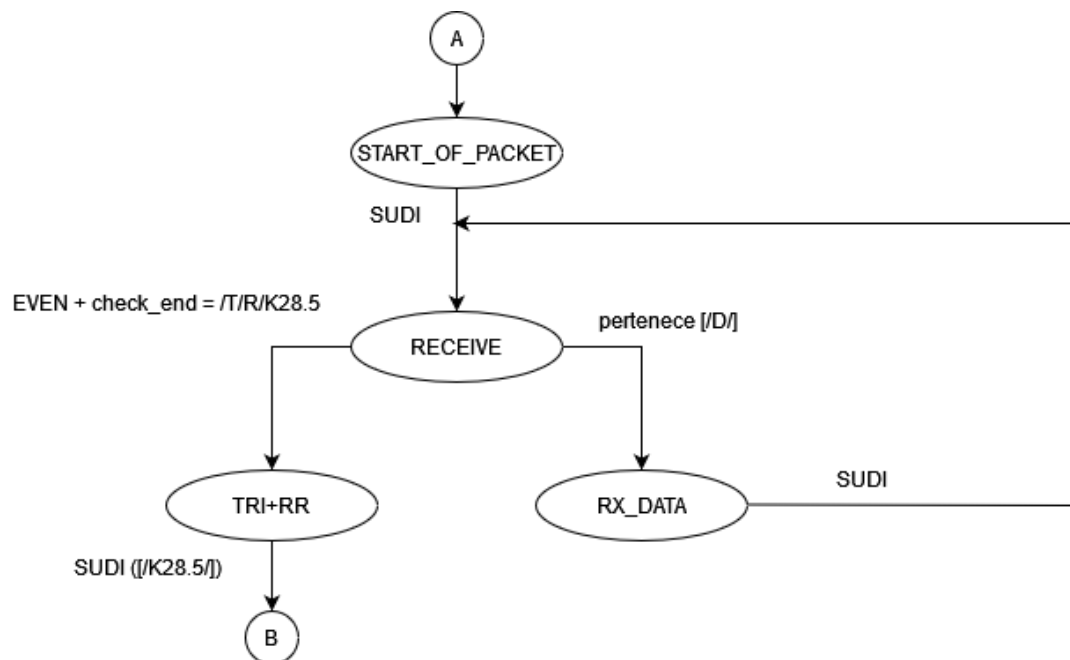 A
START_OF_PACKET
SUDI
EVEN + check_end = /T/R/K28.5
pertenece [/D/]
RECEIVE
SUDI
TRI+RR
RX_DATA
SUDI ([/K28.5/])
B